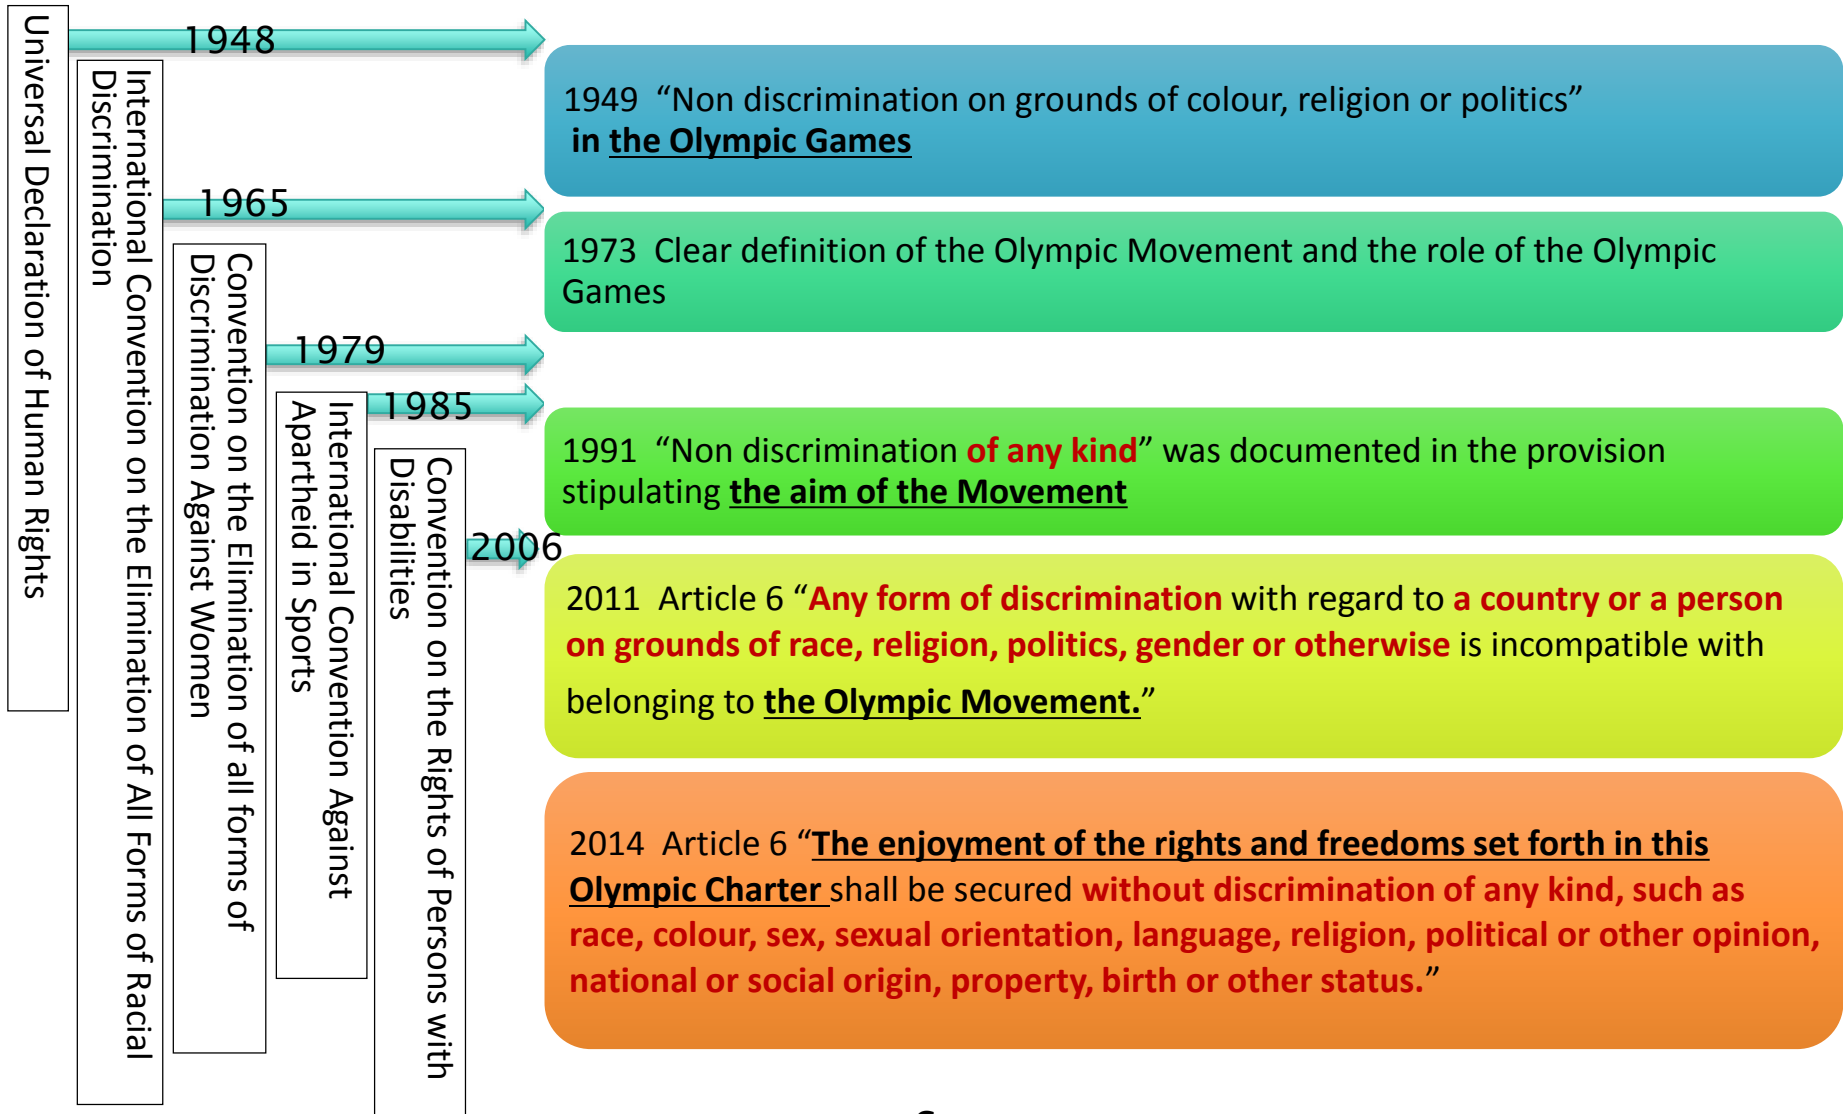 Universal Declaration of Human Rights
1948
International Convention on the Elimination of All Forms of Racial
Discrimination
1965
Convention on the Elimination of all forms of
Discrimination Against Women
1979
International Convention Against
Apartheid in Sports
1985
Convention on the Rights of Persons with
Disabilities
2006
1949 “Non discrimination on grounds of colour, religion or politics”
in the Olympic Games
1973 Clear definition of the Olympic Movement and the role of the Olympic
Games
1991 “Non discrimination of any kind” was documented in the provision
stipulating the aim of the Movement
2011 Article 6 “Any form of discrimination with regard to a country or a person
on grounds of race, religion, politics, gender or otherwise is incompatible with
belonging to the Olympic Movement.”
2014 Article 6 “The enjoyment of the rights and freedoms set forth in this
Olympic Charter shall be secured without discrimination of any kind, such as
race, colour, sex, sexual orientation, language, religion, political or other opinion,
national or social origin, property, birth or other status.”